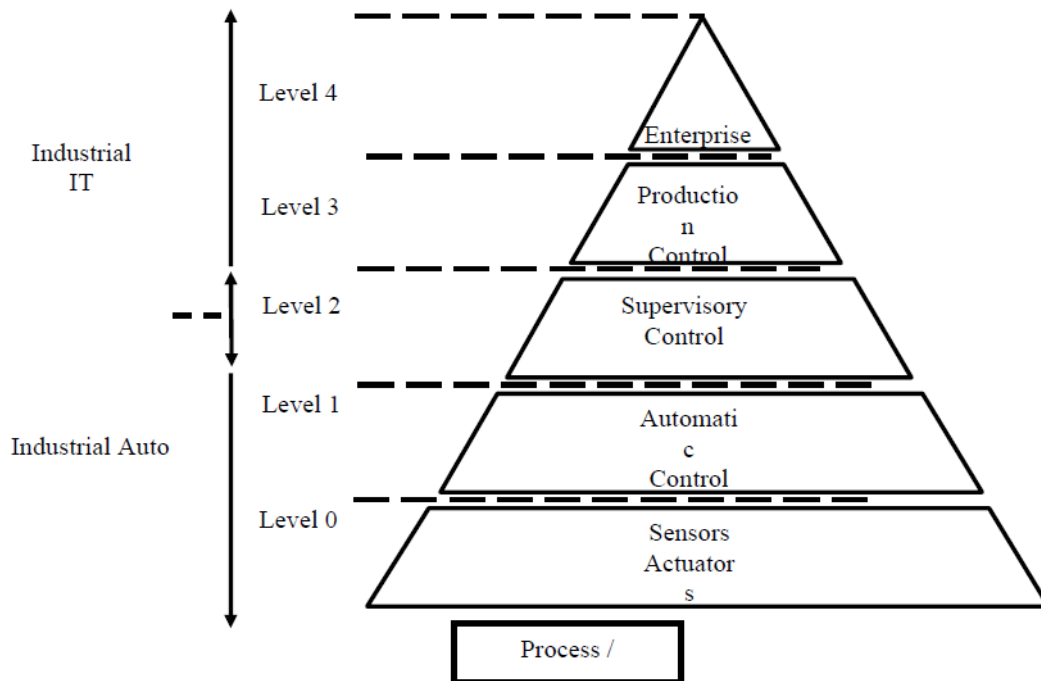 Level 4
Enterprise
Industrial
IT
Level 3
Productio
n
Control
Level 2
Supervisory
Control
Level 1
Automati
c
Control
Industrial Auto
Level 0
Sensors
Actuator
s
Process /